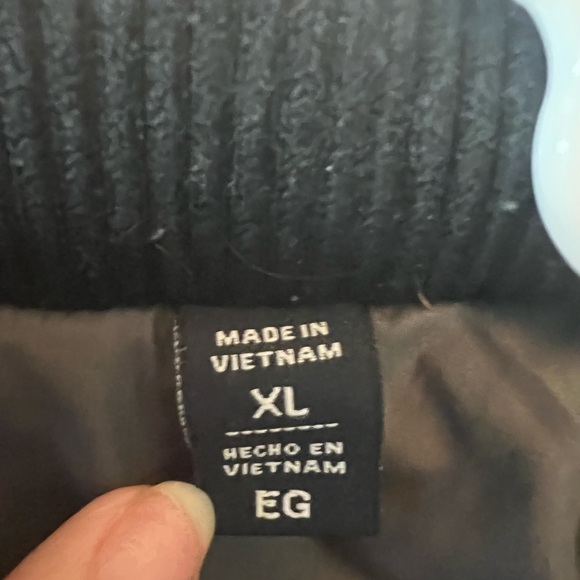 MADE IN
VIETNAM
XL
HECHO EN
VIETNAM
EG